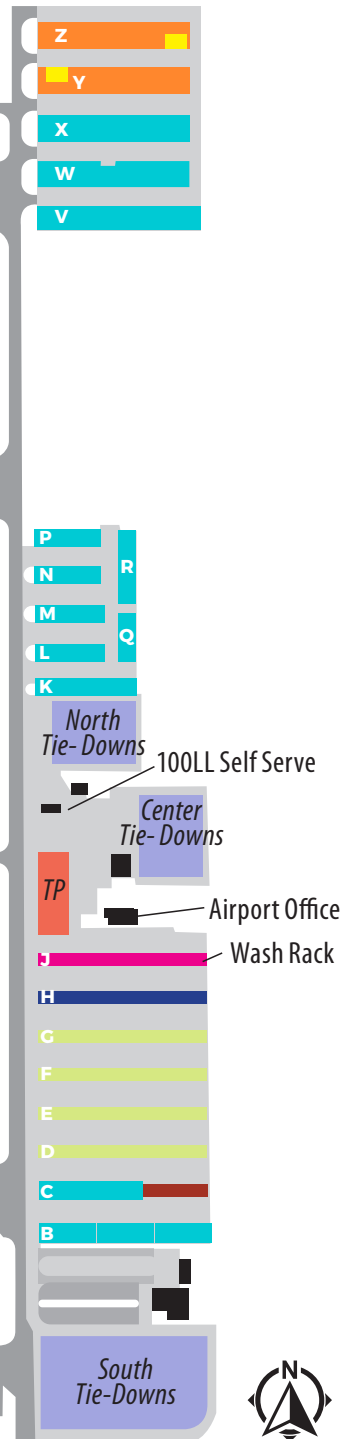 Z
Y
X
W
V
P
R
N
M
Q
L
K
North
Tie- Downs
100LL Self Serve
Center
Tie- Downs
TP
Airport Office
J
Wash Rack
H
G
F
E
D
C
B
South
Tie-Downs
N